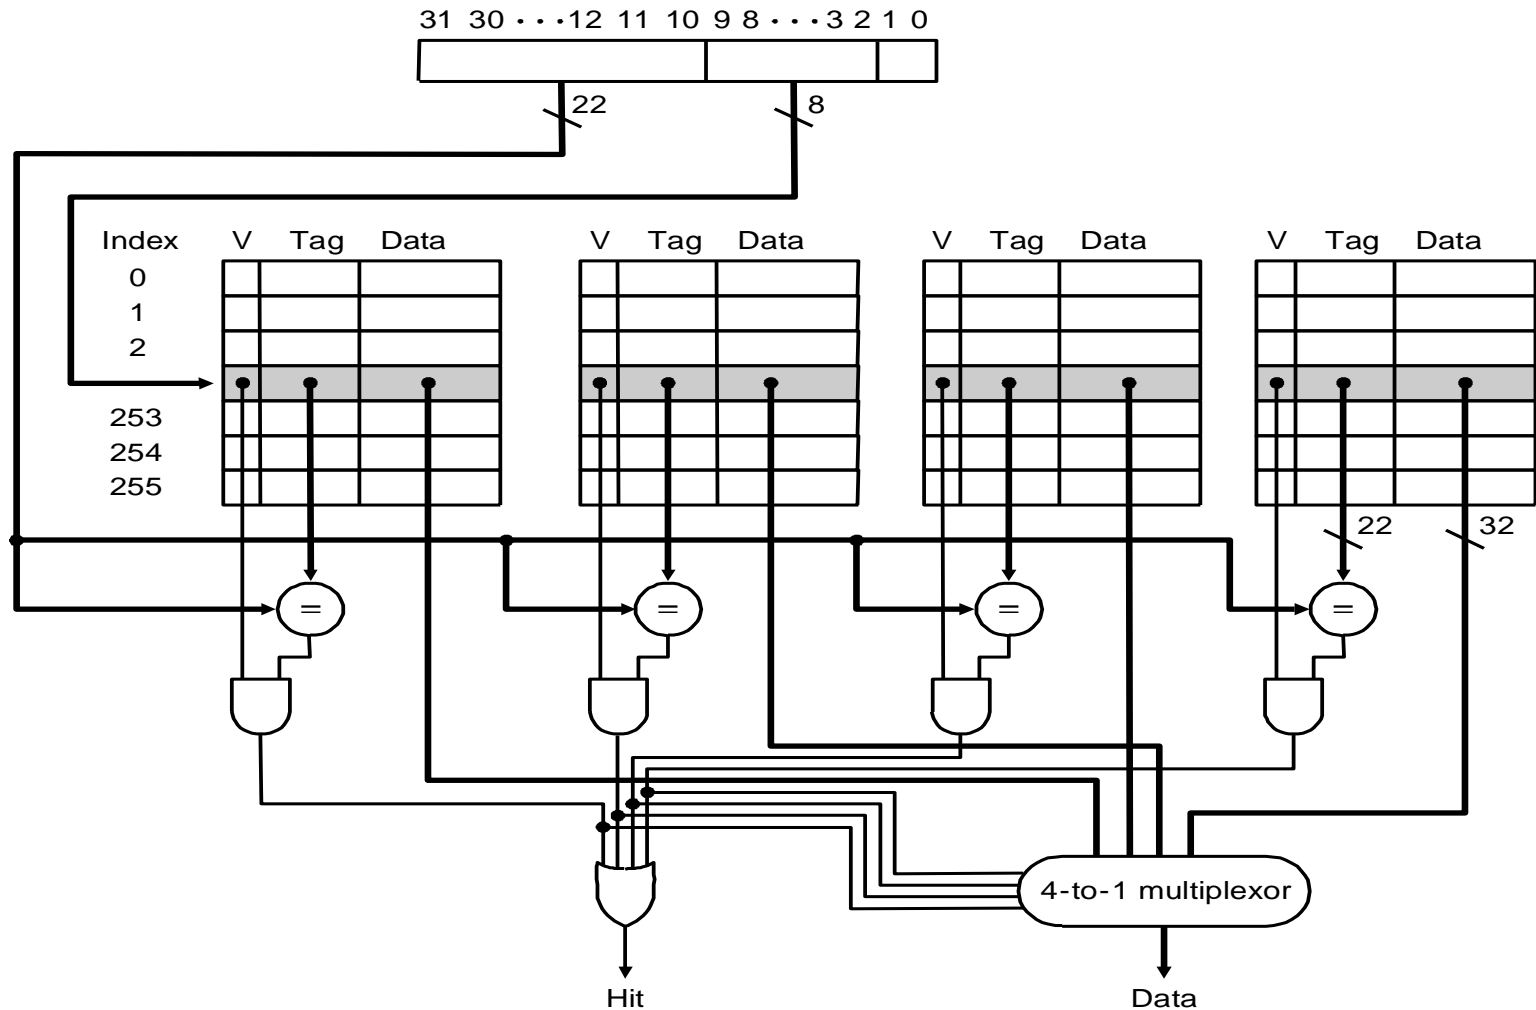 31 30 ···12 11 10 9 8 ···3 2 1 0
22 8
Index V Tag Data V Tag Data V Tag Data V Tag Data
0
1
2
253
254
255
22 32
= = = =
4-to-1 multiplexor
Hit Data